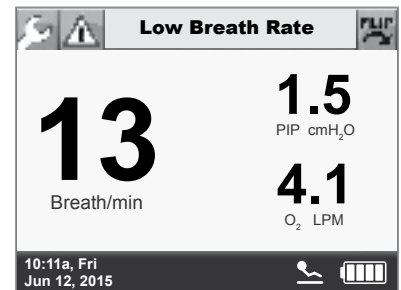 Low Breath Rate
FLIP
13
Breath/min
1.5
PIP cmH₂O
4.1
O₂ LPM
10:11a, Fri
Jun 12, 2015